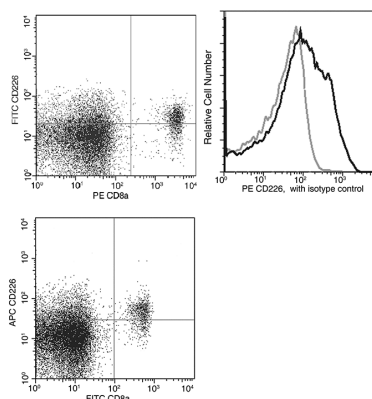 FITC CD226
10⁰ 10¹ 10² 10³ 10⁴
10⁰ 10¹ 10² 10³ 10⁴
PE CD8a
Relative Cell Number
10⁰ 10¹ 10² 10³
PE CD226, with isotype control
APC CD226
10⁰ 10¹ 10² 10³ 10⁴
10⁰ 10¹ 10² 10³ 10⁴
FITC CD8a